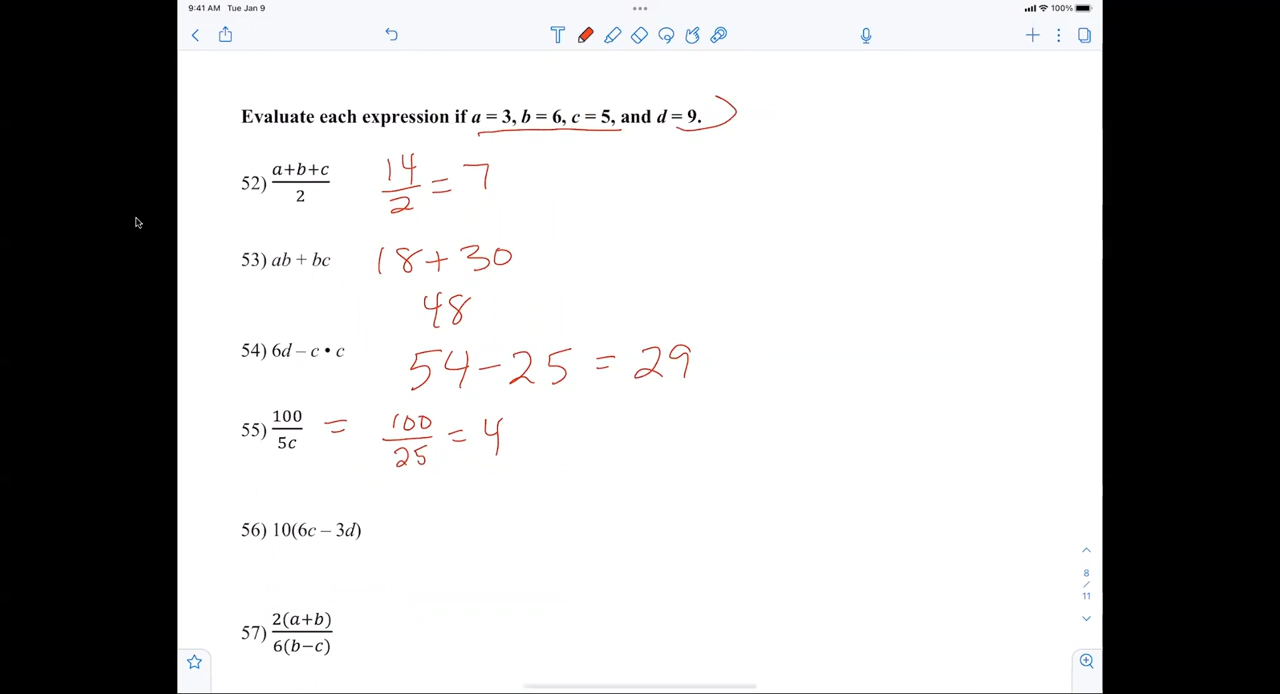 9:41 AM Tue Jan 9
100%
Evaluate each expression if a = 3, b = 6, c = 5, and d = 9.
52) a+b+c/2 14/2 = 7
53) ab + bc 18 + 30
48
54) 6d – c • c 54 - 25 = 29
55) 100/5c = 100/25 = 4
56) 10(6c – 3d)
57) 2(a+b)/6(b−c)
8
/
11